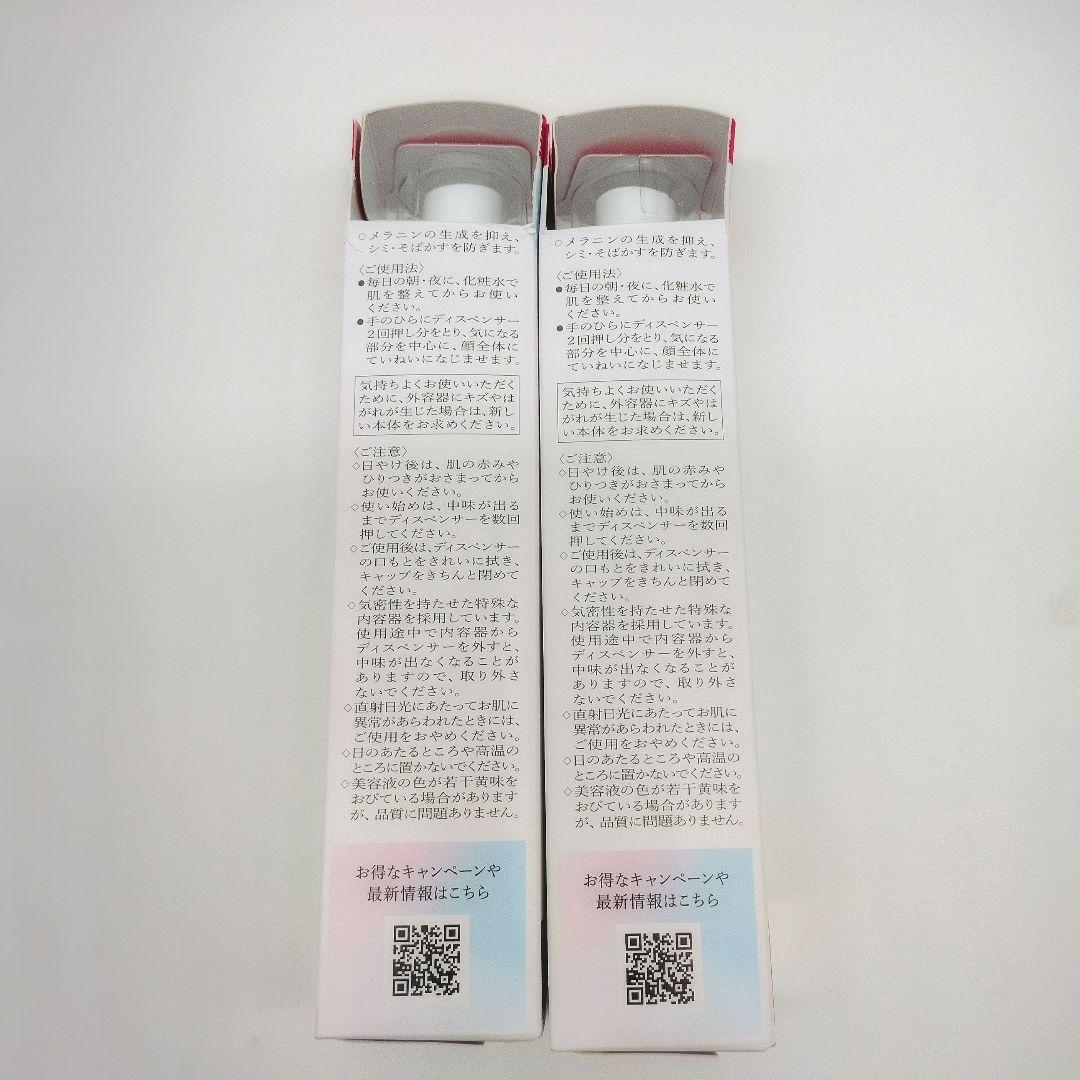 ○メラニンの生成を抑え、
シミ・そばかすを防ぎます。
〈ご使用法〉
●毎日の朝・夜に、化粧水で
肌を整えてからお使い
ください。
●手のひらにディスペンサー
2回押し分をとり、気になる
部分を中心に、顔全体に
ていねいになじませます。
気持ちよくお使いいただく
ために、外容器にキズやは
がれが生じた場合は、新し
い本体をお求めください。
〈ご注意〉
◇日やけ後は、肌の赤みや
ひりつきがおさまってから
お使いください。
◇使い始めは、中味が出る
までディスペンサーを数回
押してください。
◇ご使用後は、ディスペンサー
の口もとをきれいに拭き、
キャップをきちんと閉めて
ください。
◇気密性を持たせた特殊な
内容器を採用しています。
使用途中で内容器から
ディスペンサーを外すと、
中味が出なくなることが
ありますので、取り外さ
ないでください。
◇直射日光にあたってお肌に
異常があらわれたときには、
ご使用をおやめください。
◇日のあたるところや高温の
ところに置かないでください。
◇美容液の色が若干黄味を
おびている場合があります
が、品質に問題ありません。
お得なキャンペーンや
最新情報はこちら
○メラニンの生成を抑え、
シミ・そばかすを防ぎます。
〈ご使用法〉
●毎日の朝・夜に、化粧水で
肌を整えてからお使い
ください。
●手のひらにディスペンサー
2回押し分をとり、気になる
部分を中心に、顔全体に
ていねいになじませます。
気持ちよくお使いいただく
ために、外容器にキズやは
がれが生じた場合は、新し
い本体をお求めください。
〈ご注意〉
◇日やけ後は、肌の赤みや
ひりつきがおさまってから
お使いください。
◇使い始めは、中味が出る
までディスペンサーを数回
押してください。
◇ご使用後は、ディスペンサー
の口もとをきれいに拭き、
キャップをきちんと閉めて
ください。
◇気密性を持たせた特殊な
内容器を採用しています。
使用途中で内容器から
ディスペンサーを外すと、
中味が出なくなることが
ありますので、取り外さ
ないでください。
◇直射日光にあたってお肌に
異常があらわれたときには、
ご使用をおやめください。
◇日のあたるところや高温の
ところに置かないでください。
◇美容液の色が若干黄味を
おびている場合があります
が、品質に問題ありません。
お得なキャンペーンや
最新情報はこちら